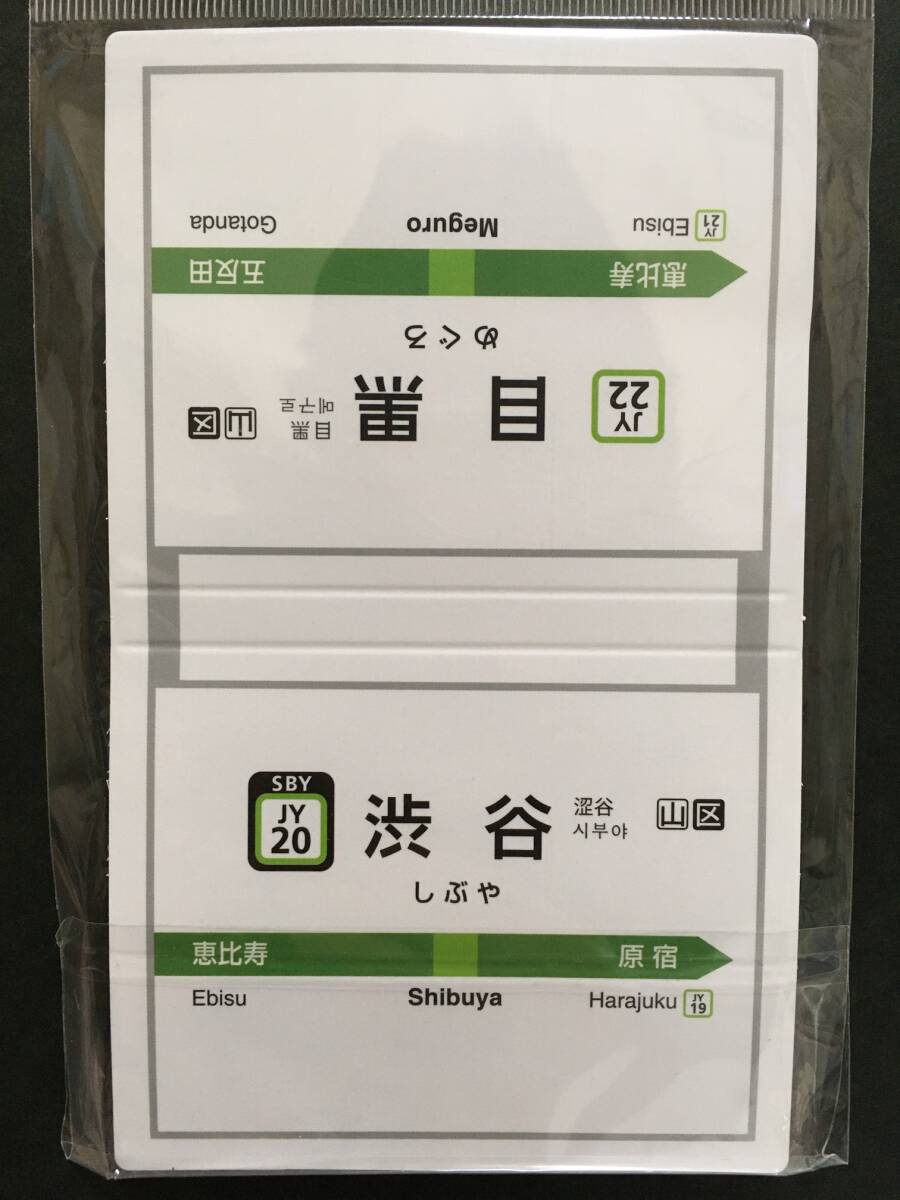 JY 22
目黒
目黑
메구로
山 区
めぐろ
恵比寿 五反田
JY 21 Ebisu Meguro Gotanda
SBY
JY 20
渋谷
涩谷
시부야
山 区
しぶや
恵比寿 原宿
Ebisu Shibuya Harajuku JY 19